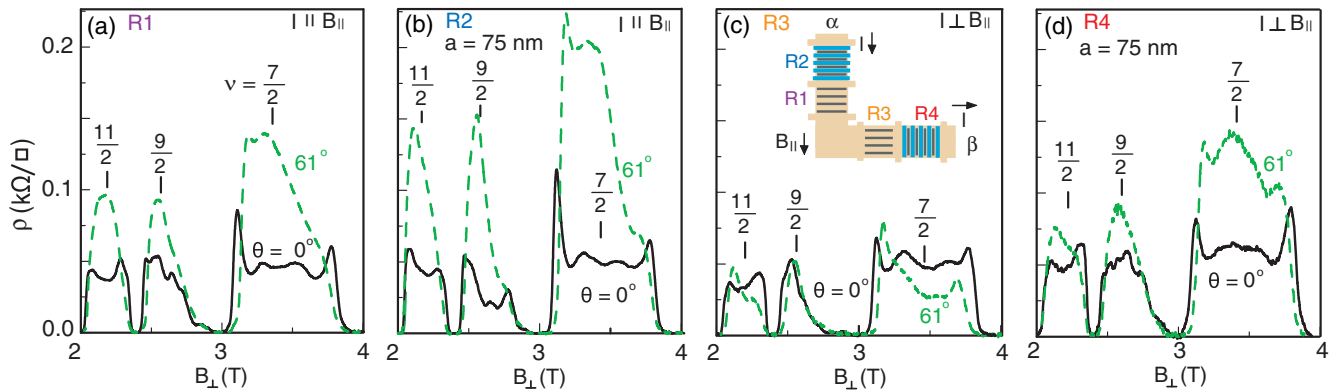 (a) R1 I || B||
ρ (kΩ/□)
0.2
0.1
0.0
11/2
9/2
ν = 7/2
61°
θ = 0°
2 3 4
B⊥(T)
(b) R2 I || B||
a = 75 nm
11/2
9/2
7/2
61°
θ = 0°
2 3 4
B⊥(T)
(c) R3 α I⊥B||
I
R2
R1
R3 R4
I
B||
β
11/2
9/2
7/2
θ = 0°
61°
2 3 4
B⊥(T)
(d) R4 I⊥B||
a = 75 nm
11/2
9/2
7/2
61°
θ = 0°
2 3 4
B⊥(T)